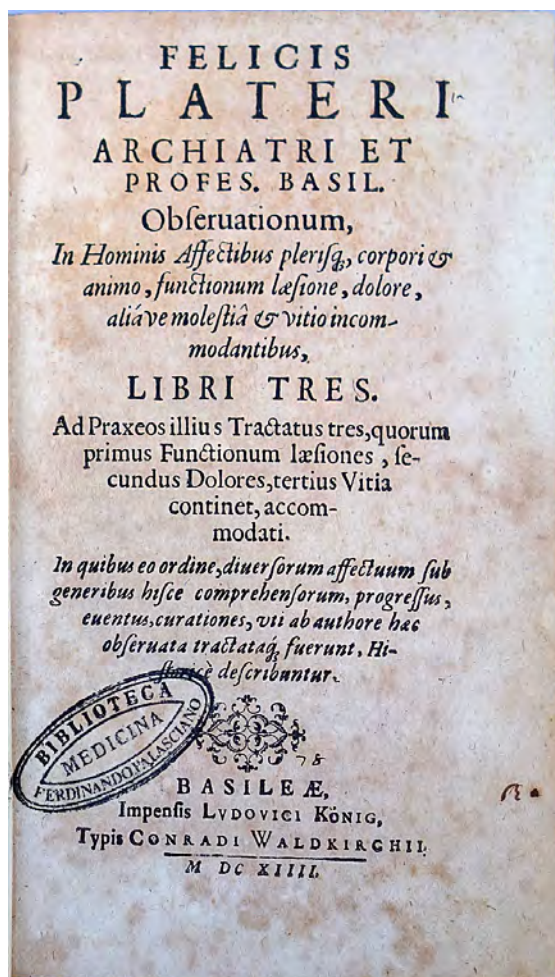 FELICIS
PLATERI
ARCHIATRI ET
PROFES. BASIL.
Obſeruationum,
In Hominis Affectibus pleriſq;, corpori &
animo, functionum læſione, dolore,
aliáve moleſtiâ & vitio incom-
modantibus,
LIBRI TRES.
Ad Praxeos illius Tractatus tres, quorum
primus Functionum læſiones, ſe-
cundus Dolores, tertius Vitia
continet, accom-
modati.
In quibus eo ordine, diuerſorum affectuum ſub
generibus hiſce comprehenſorum, progreſſus,
euentus, curationes, vti ab authore hæc
obſeruata tractataq́; fuerunt, Hi-
ſtoricè deſcribuntur.
BIBLIOTECA
MEDICINA
FERDINANDO PALASCIANO
78
BASILEÆ,
Impenſis LVDOVICI KÖNIG,
Typis CONRADI WALDKIRCHII
M DC XIIII.